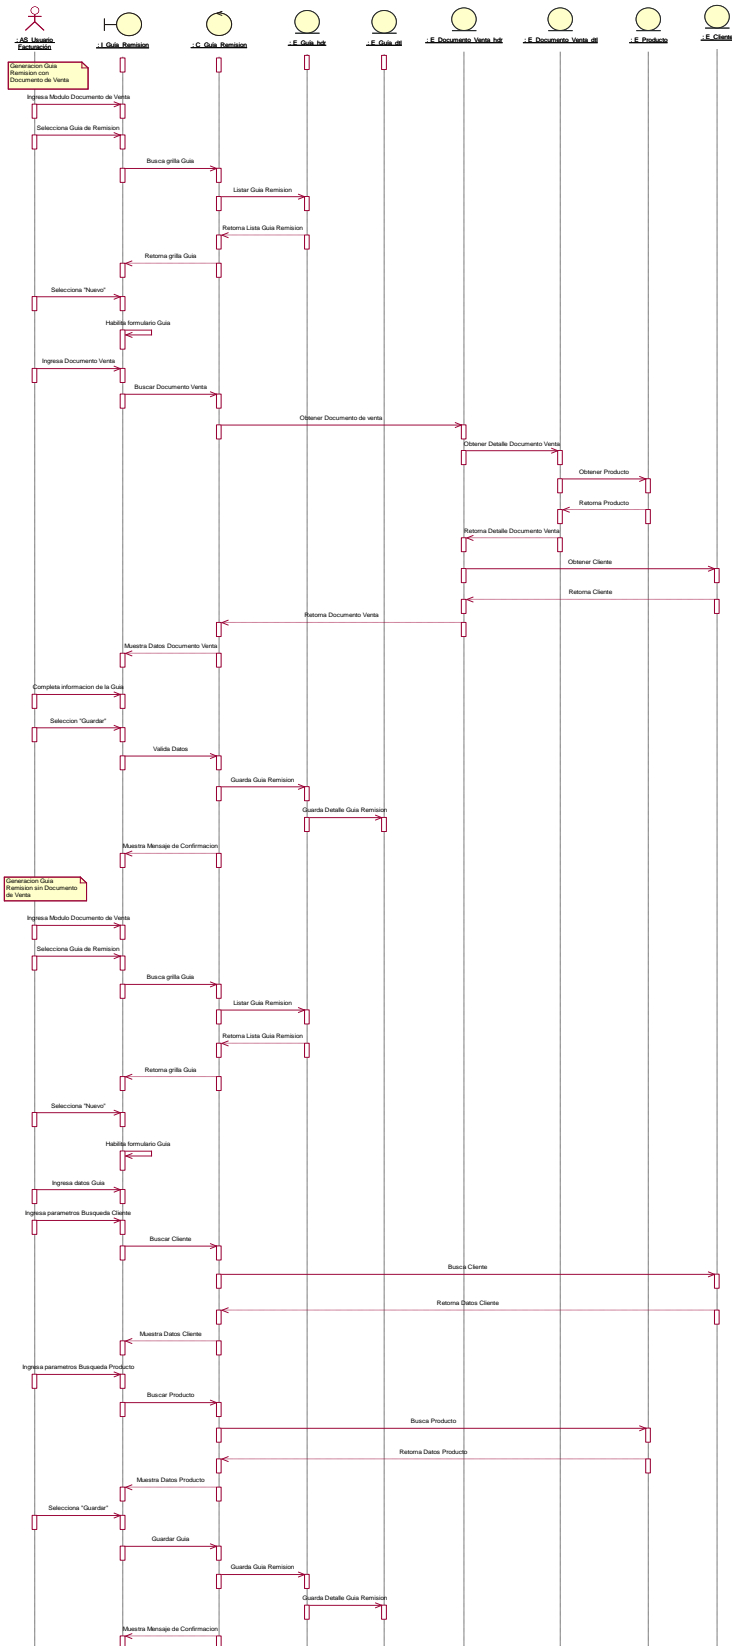 : AS_Usuario
Facturación
: I_Guia_Remision
: C_Guia_Remision
: E_Guia_hdr
: E_Guia_dtl
: E_Documento_Venta_hdr
: E_Documento_Venta_dtl
: E_Producto
: E_Cliente
Generacion Guia
Remision con
Documento de Venta
Ingresa Modulo Documento de Venta
Selecciona Guia de Remision
Busca grilla Guia
Listar Guia Remision
Retorna Lista Guia Remision
Retorna grilla Guia
Selecciona "Nuevo"
Habilita formulario Guia
Ingresa Documento Venta
Buscar Documento Venta
Obtener Documento de venta
Obtener Detalle Documento Venta
Obtener Producto
Retorna Producto
Retorna Detalle Documento Venta
Obtener Cliente
Retorna Cliente
Retorna Documento Venta
Muestra Datos Documento Venta
Completa informacion de la Guia
Seleccion "Guardar"
Valida Datos
Guarda Guia Remision
Guarda Detalle Guia Remision
Muestra Mensaje de Confirmacion
Generacion Guia
Remision sin Documento
de Venta
Ingresa Modulo Documento de Venta
Selecciona Guia de Remision
Busca grilla Guia
Listar Guia Remision
Retorna Lista Guia Remision
Retorna grilla Guia
Selecciona "Nuevo"
Habilita formulario Guia
Ingresa datos Guia
Ingresa parametros Busqueda Cliente
Buscar Cliente
Busca Cliente
Retorna Datos Cliente
Muestra Datos Cliente
Ingresa parametros Busqueda Producto
Buscar Producto
Busca Producto
Retorna Datos Producto
Muestra Datos Producto
Selecciona "Guardar"
Guardar Guia
Guarda Guia Remision
Guarda Detalle Guia Remision
Muestra Mensaje de Confirmacion